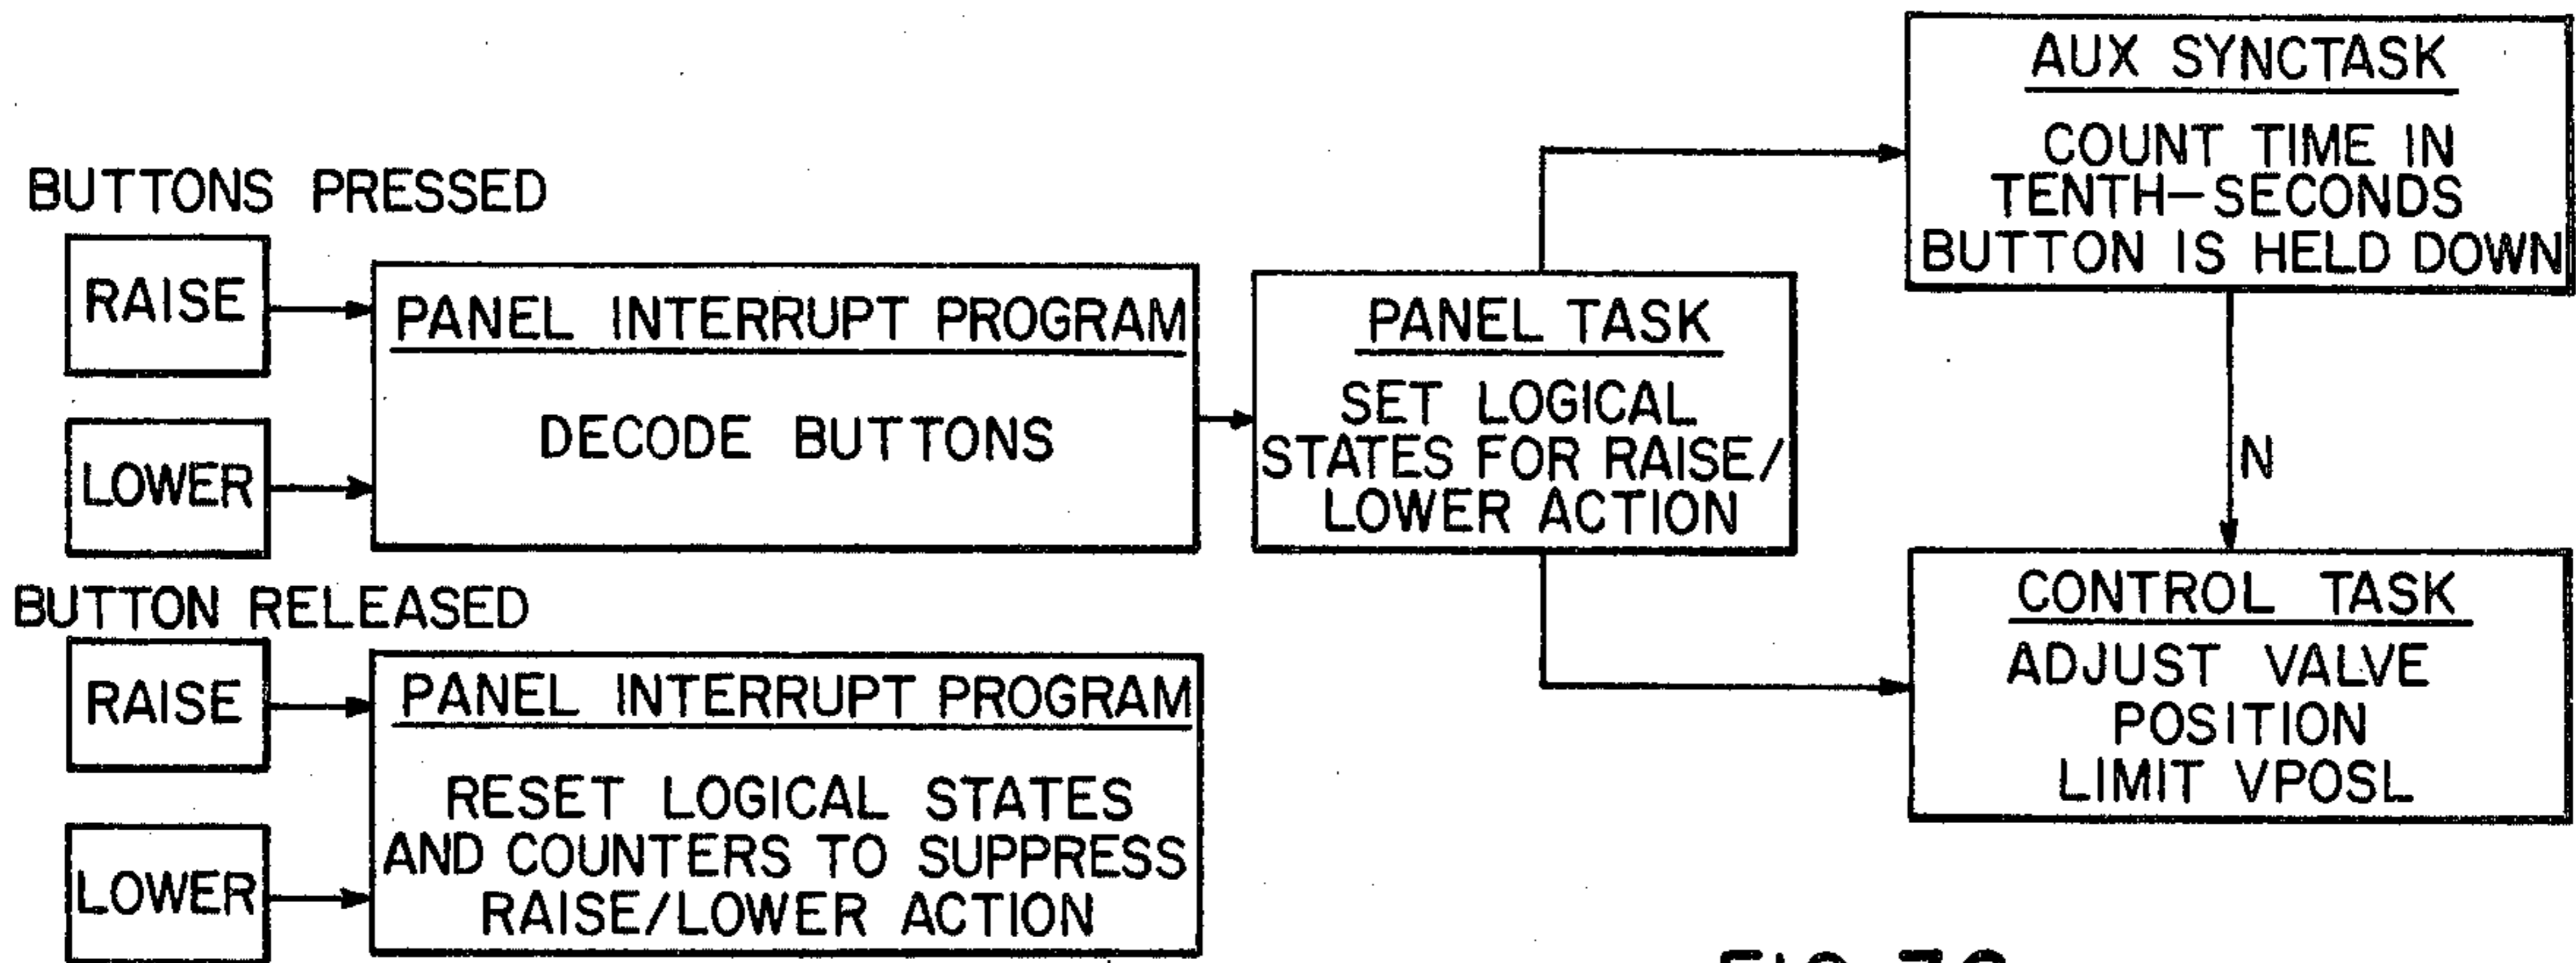 BUTTONS PRESSED
RAISE
LOWER
PANEL INTERRUPT PROGRAM
DECODE BUTTONS
PANEL TASK
SET LOGICAL
STATES FOR RAISE/
LOWER ACTION
AUX SYNCTASK
COUNT TIME IN
TENTH-SECONDS
BUTTON IS HELD DOWN
N
CONTROL TASK
ADJUST VALVE
POSITION
LIMIT VPOSL
BUTTON RELEASED
RAISE
LOWER
PANEL INTERRUPT PROGRAM
RESET LOGICAL STATES
AND COUNTERS TO SUPPRESS
RAISE/LOWER ACTION